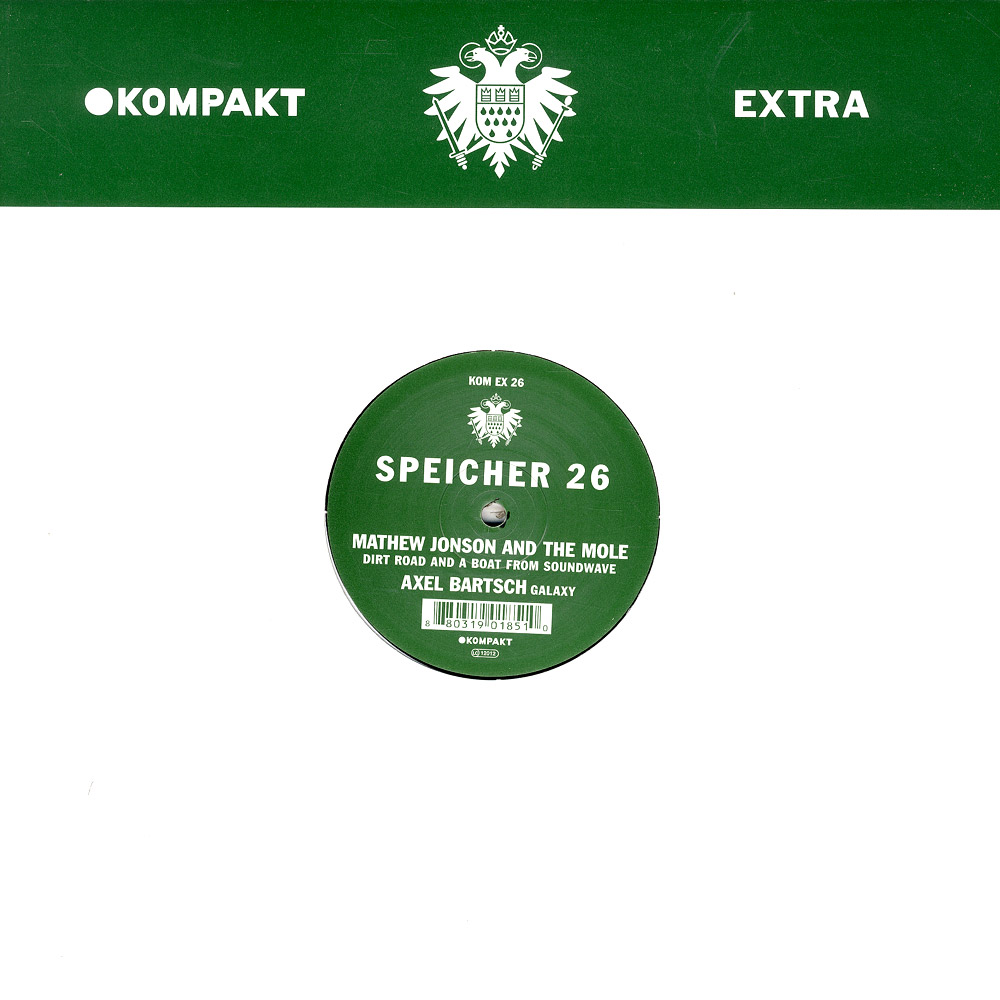 KOMPAKT
EXTRA
KOM EX 26
SPEICHER 26
MATHEW JONSON AND THE MOLE
DIRT ROAD AND A BOAT FROM SOUNDWAVE
AXEL BARTSCH GALAXY
8 80319 01851 0
KOMPAKT
LC 12012